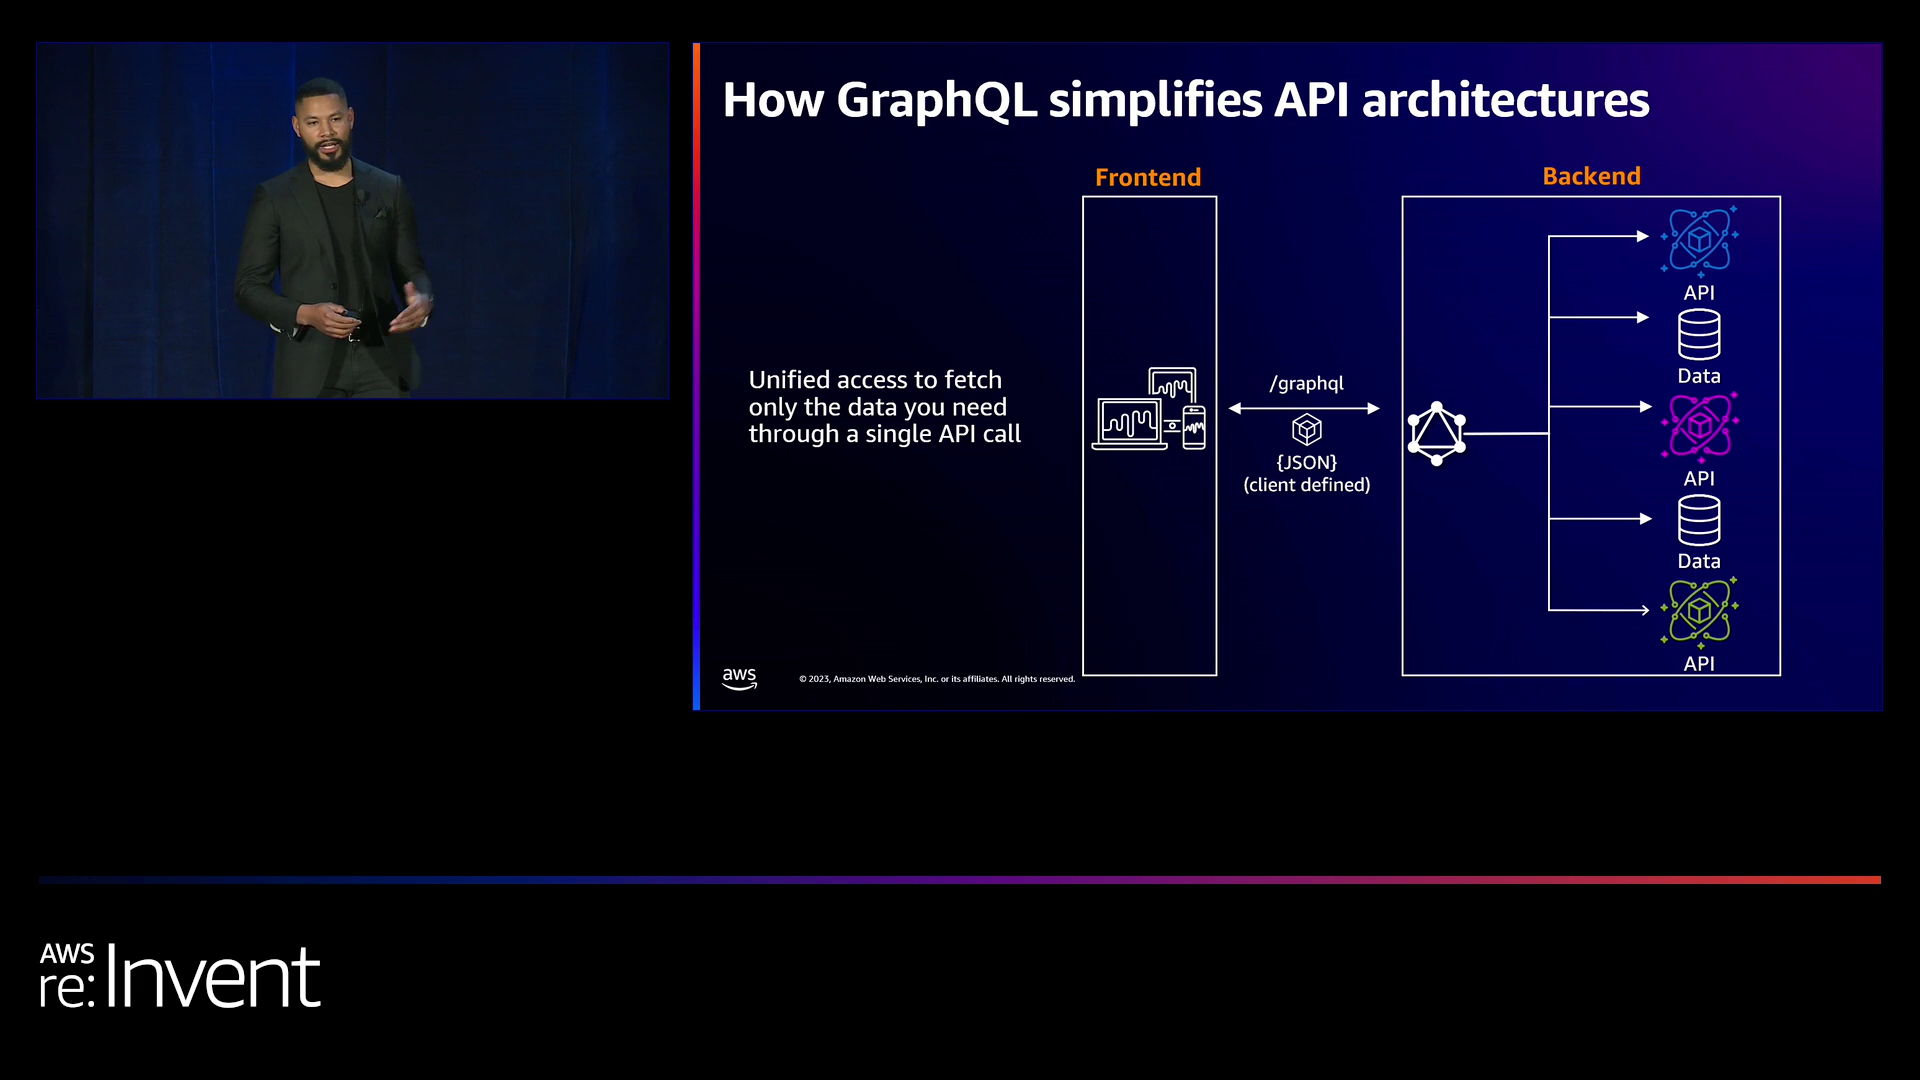 How GraphQL simplifies API architectures
Frontend
Backend
Unified access to fetch
only the data you need
through a single API call
/graphql
{JSON}
(client defined)
API
Data
API
Data
API
aws
© 2023, Amazon Web Services, Inc. or its affiliates. All rights reserved.
AWS
re:Invent